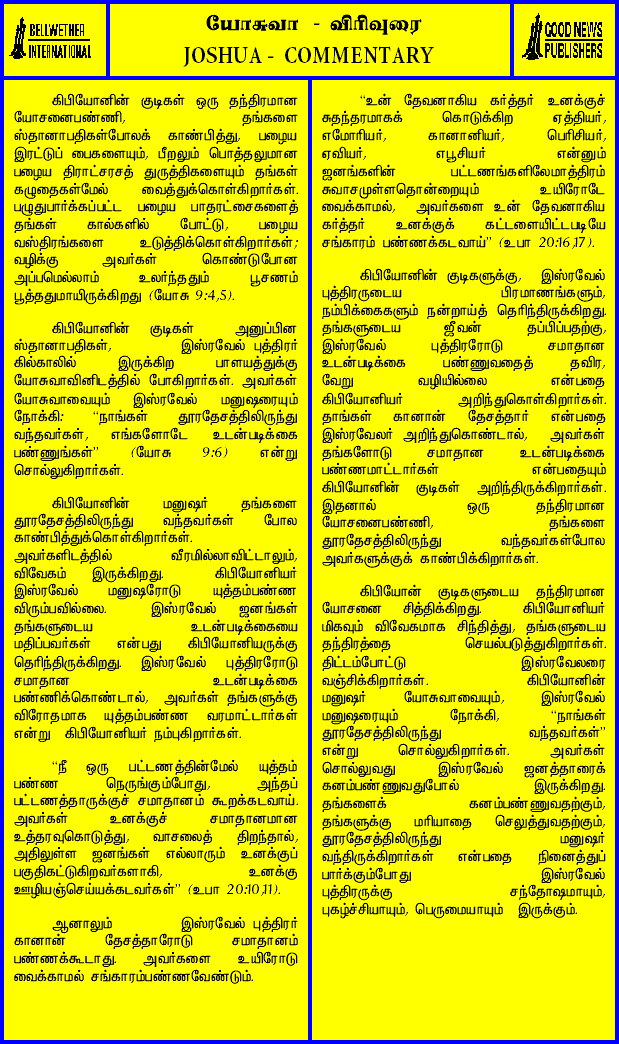 BELLWETHER
INTERNATIONAL
யோசுவா - விரிவுரை
JOSHUA - COMMENTARY
GOOD NEWS
PUBLISHERS
கிபியோனின் குடிகள் ஒரு தந்திரமான
யோசனைபண்ணி, தங்களை
ஸ்தானாபதிகள்போலக் காண்பித்து, பழைய
இரட்டுப் பைகளையும், பீறலும் பொத்தலுமான
பழைய திராட்சரசத் துருத்திகளையும் தங்கள்
கழுதைகள்மேல் வைத்துக்கொள்கிறார்கள்.
பழுதுபார்க்கப்பட்ட பழைய பாதரட்சைகளைத்
தங்கள் கால்களில் போட்டு, பழைய
வஸ்திரங்களை உடுத்திக்கொள்கிறார்கள்;
வழிக்கு அவர்கள் கொண்டுபோன
அப்பமெல்லாம் உலர்ந்ததும் பூசணம்
பூத்ததுமாயிருக்கிறது (யோசு 9:4,5).
கிபியோனின் குடிகள் அனுப்பின
ஸ்தானாபதிகள், இஸ்ரவேல் புத்திரர்
கில்காலில் இருக்கிற பாளயத்துக்கு
யோசுவாவினிடத்தில் போகிறார்கள். அவர்கள்
யோசுவாவையும் இஸ்ரவேல் மனுஷரையும்
நோக்கி: "நாங்கள் தூரதேசத்திலிருந்து
வந்தவர்கள், எங்களோடே உடன்படிக்கை
பண்ணுங்கள்" (யோசு 9:6) என்று
சொல்லுகிறார்கள்.
கிபியோனின் மனுஷர் தங்களை
தூரதேசத்திலிருந்து வந்தவர்கள் போல
காண்பித்துக்கொள்கிறார்கள்.
அவர்களிடத்தில் வீரமில்லாவிட்டாலும்,
விவேகம் இருக்கிறது. கிபியோனியர்
இஸ்ரவேல் மனுஷரோடு யுத்தம்பண்ண
விரும்பவில்லை. இஸ்ரவேல் ஜனங்கள்
தங்களுடைய உடன்படிக்கையை
மதிப்பவர்கள் என்பது கிபியோனியருக்கு
தெரிந்திருக்கிறது. இஸ்ரவேல் புத்திரரோடு
சமாதான உடன்படிக்கை
பண்ணிக்கொண்டால், அவர்கள் தங்களுக்கு
விரோதமாக யுத்தம்பண்ண வரமாட்டார்கள்
என்று கிபியோனியர் நம்புகிறார்கள்.
"நீ ஒரு பட்டணத்தின்மேல் யுத்தம்
பண்ண நெருங்கும்போது, அந்தப்
பட்டணத்தாருக்குச் சமாதானம் கூறக்கடவாய்.
அவர்கள் உனக்குச் சமாதானமான
உத்தரவுகொடுத்து, வாசலைத் திறந்தால்,
அதிலுள்ள ஜனங்கள் எல்லாரும் உனக்குப்
பகுதிகட்டுகிறவர்களாகி, உனக்கு
ஊழியஞ்செய்யக்கடவர்கள்" (உபா 20:10,11).
ஆனாலும் இஸ்ரவேல் புத்திரர்
கானான் தேசத்தாரோடு சமாதானம்
பண்ணக்கூடாது. அவர்களை உயிரோடு
வைக்காமல் சங்காரம்பண்ணவேண்டும்.
"உன் தேவனாகிய கர்த்தர் உனக்குச்
சுதந்தரமாகக் கொடுக்கிற ஏத்தியர்,
எமோரியர், கானானியர், பெரிசியர்,
ஏவியர், எபூசியர் என்னும்
ஜனங்களின் பட்டணங்களிலேமாத்திரம்
சுவாசமுள்ளதொன்றையும் உயிரோடே
வைக்காமல், அவர்களை உன் தேவனாகிய
கர்த்தர் உனக்குக் கட்டளையிட்டபடியே
சங்காரம் பண்ணக்கடவாய்" (உபா 20:16,17).
கிபியோனின் குடிகளுக்கு, இஸ்ரவேல்
புத்திரருடைய பிரமாணங்களும்,
நம்பிக்கைகளும் நன்றாய்த் தெரிந்திருக்கிறது.
தங்களுடைய ஜீவன் தப்பிப்பதற்கு,
இஸ்ரவேல் புத்திரரோடு சமாதான
உடன்படிக்கை பண்ணுவதைத் தவிர,
வேறு வழியில்லை என்பதை
கிபியோனியர் அறிந்துகொள்கிறார்கள்.
தாங்கள் கானான் தேசத்தார் என்பதை
இஸ்ரவேலர் அறிந்துகொண்டால், அவர்கள்
தங்களோடு சமாதான உடன்படிக்கை
பண்ணமாட்டார்கள் என்பதையும்
கிபியோனின் குடிகள் அறிந்திருக்கிறார்கள்.
இதனால் ஒரு தந்திரமான
யோசனைபண்ணி, தங்களை
தூரதேசத்திலிருந்து வந்தவர்கள்போல
அவர்களுக்குக் காண்பிக்கிறார்கள்.
கிபியோன் குடிகளுடைய தந்திரமான
யோசனை சித்திக்கிறது. கிபியோனியர்
மிகவும் விவேகமாக சிந்தித்து, தங்களுடைய
தந்திரத்தை செயல்படுத்துகிறார்கள்.
திட்டம்போட்டு இஸ்ரவேலரை
வஞ்சிக்கிறார்கள். கிபியோனின்
மனுஷர் யோசுவாவையும், இஸ்ரவேல்
மனுஷரையும் நோக்கி, "நாங்கள்
தூரதேசத்திலிருந்து வந்தவர்கள்"
என்று சொல்லுகிறார்கள். அவர்கள்
சொல்லுவது இஸ்ரவேல் ஜனத்தாரைக்
கனம்பண்ணுவதுபோல் இருக்கிறது.
தங்களைக் கனம்பண்ணுவதற்கும்,
தங்களுக்கு மரியாதை செலுத்துவதற்கும்,
தூரதேசத்திலிருந்து மனுஷர்
வந்திருக்கிறார்கள் என்பதை நினைத்துப்
பார்க்கும்போது இஸ்ரவேல்
புத்திரருக்கு சந்தோஷமாயும்,
புகழ்ச்சியாயும், பெருமையாயும் இருக்கும்.